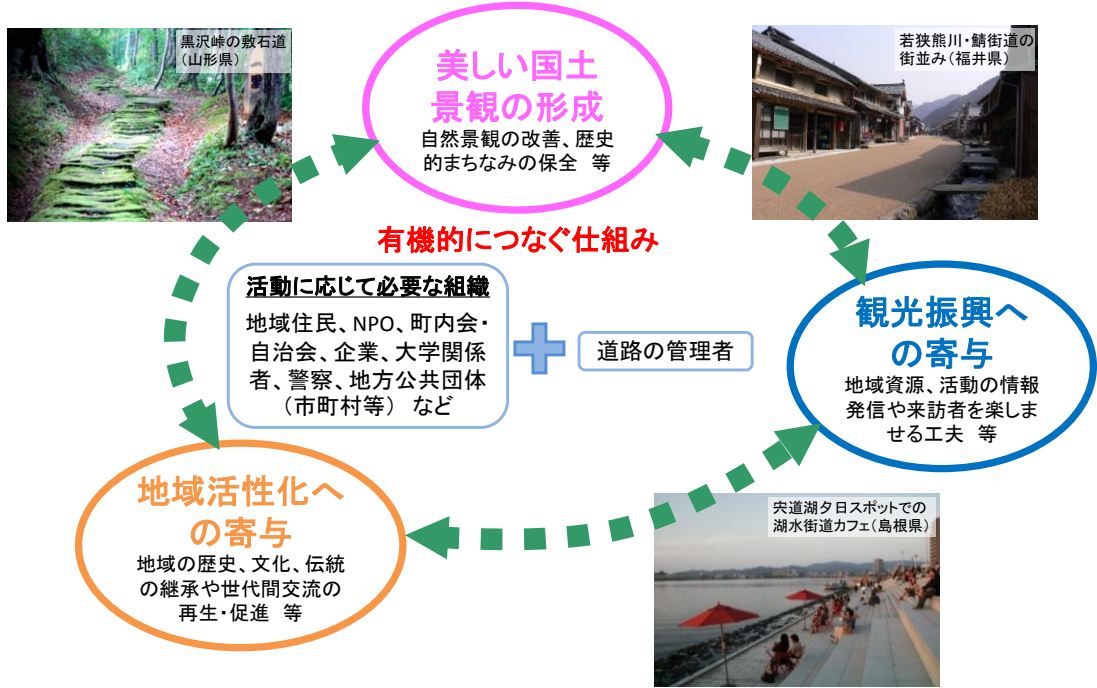 黒沢峠の敷石道
（山形県）
美しい国土
景観の形成
自然景観の改善、歴史
的まちなみの保全　等
若狭熊川・鯖街道の
街並み（福井県）
有機的につなぐ仕組み
活動に応じて必要な組織
地域住民、NPO、町内会・
自治会、企業、大学関係
者、警察、地方公共団体
（市町村等）　など
道路の管理者
観光振興へ
の寄与
地域資源、活動の情報
発信や来訪者を楽しま
せる工夫　等
地域活性化へ
の寄与
地域の歴史、文化、伝統
の継承や世代間交流の
再生・促進　等
宍道湖夕日スポットでの
湖水街道カフェ（島根県）